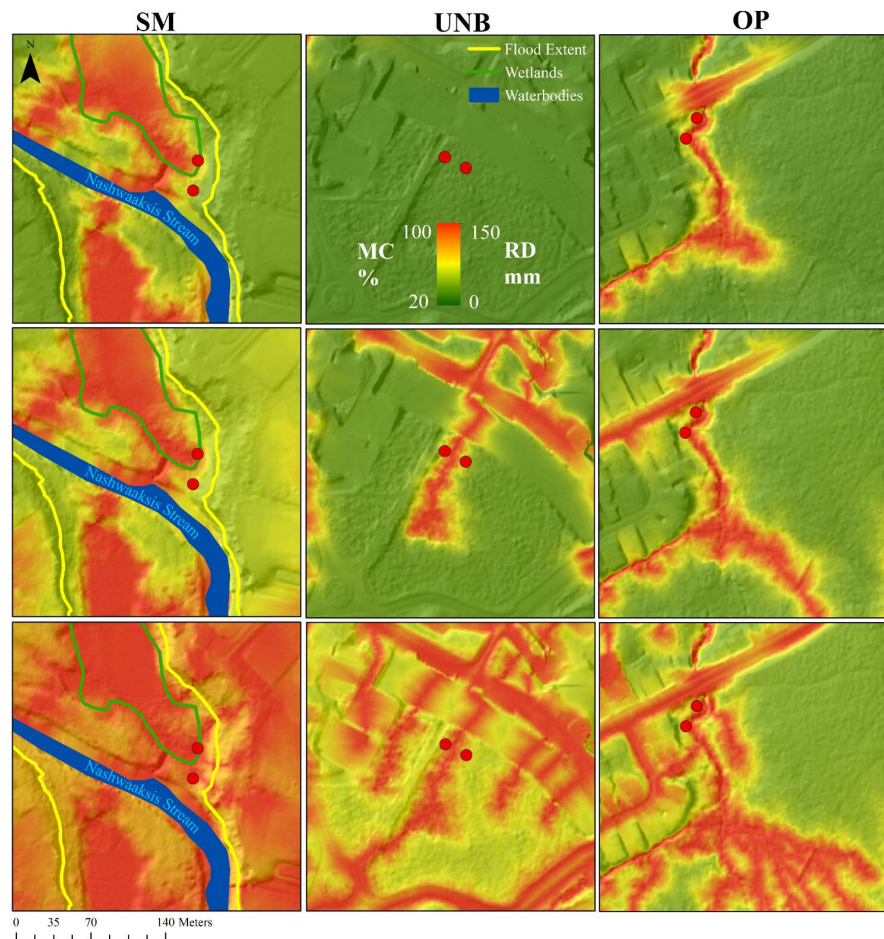 SM
UNB
OP
N
Flood Extent
Wetlands
Waterbodies
Nashwaaksis Stream
100
150
MC
%
RD
mm
20
0
Nashwaaksis Stream
Nashwaaksis Stream
0 35 70 140 Meters